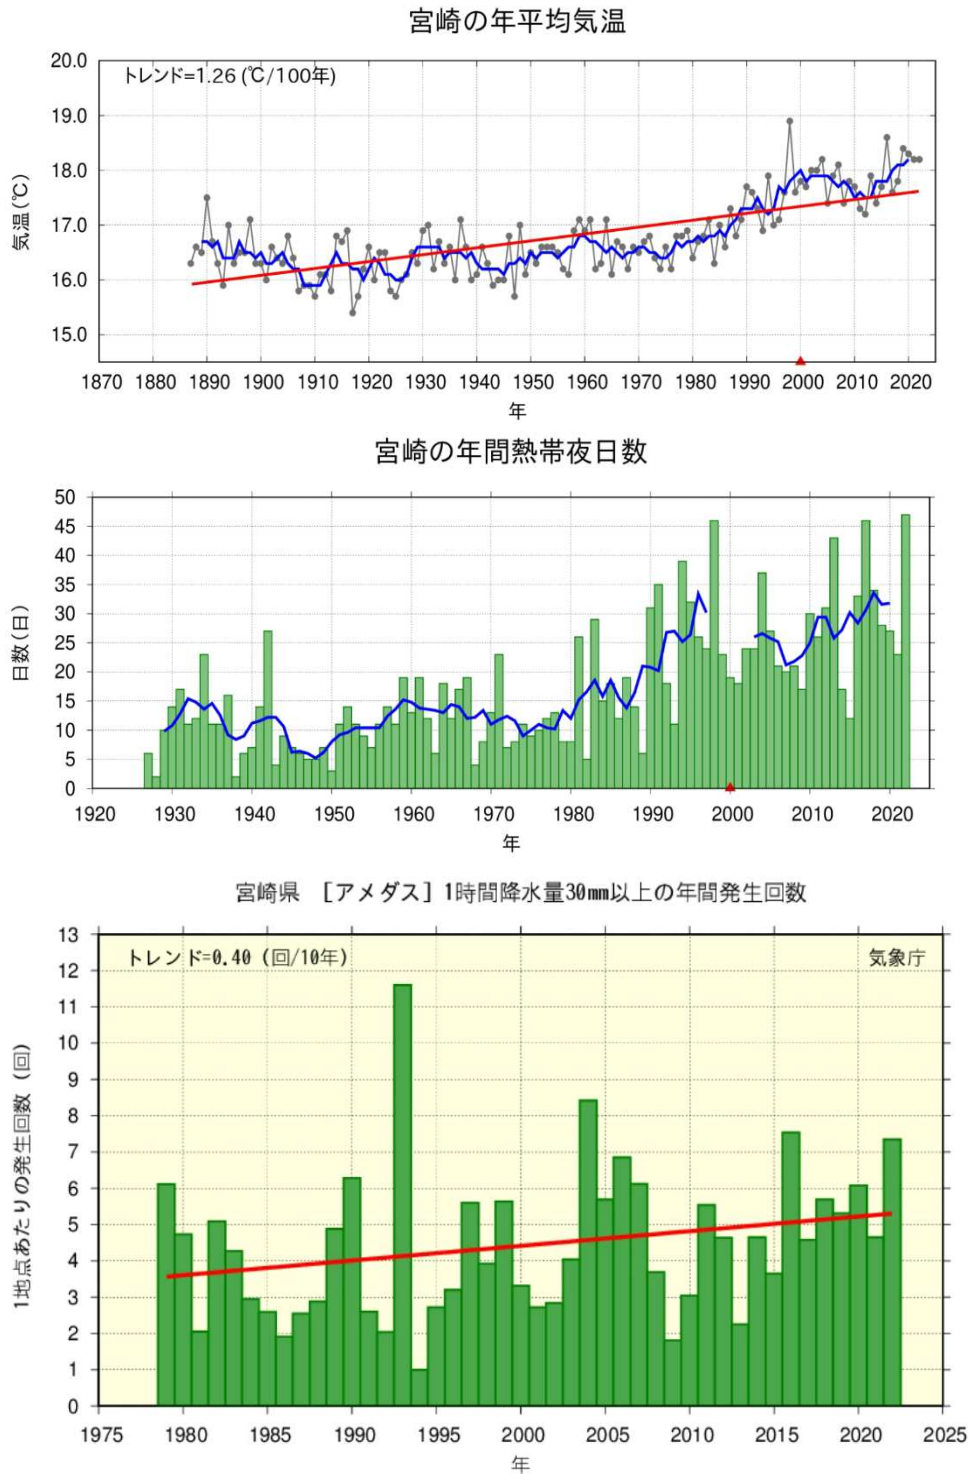 宮崎の年平均気温
トレンド=1.26 (℃/100年)
気温(℃)
20.0
19.0
18.0
17.0
16.0
15.0
1870 1880 1890 1900 1910 1920 1930 1940 1950 1960 1970 1980 1990 2000 2010 2020
年
宮崎の年間熱帯夜日数
日数(日)
50
45
40
35
30
25
20
15
10
5
0
1920 1930 1940 1950 1960 1970 1980 1990 2000 2010 2020
年
宮崎県 [アメダス] 1時間降水量30mm以上の年間発生回数
トレンド=0.40 (回/10年)
気象庁
1地点あたりの発生回数 (回)
13
12
11
10
9
8
7
6
5
4
3
2
1
0
1975 1980 1985 1990 1995 2000 2005 2010 2015 2020 2025
年